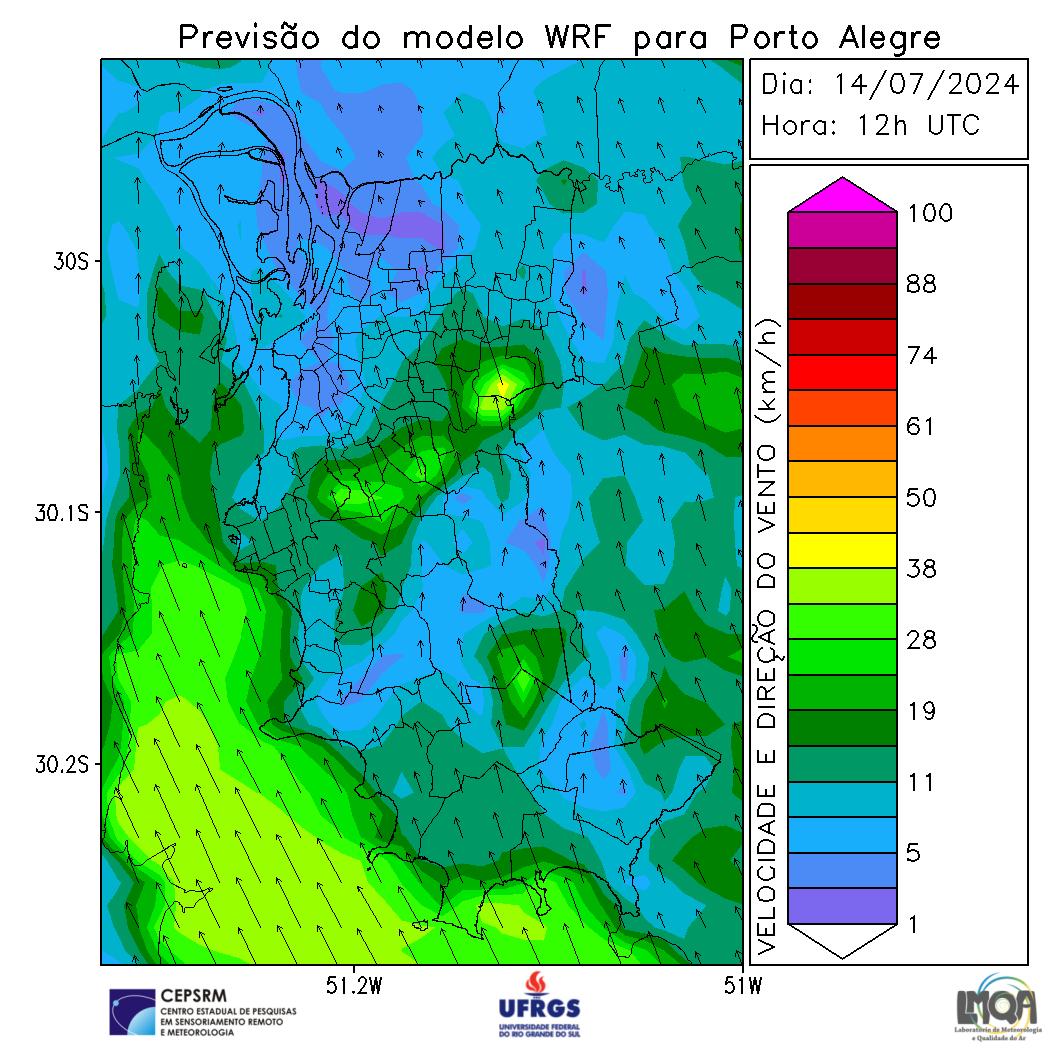 Previsão do modelo WRF para Porto Alegre
Dia: 14/07/2024
Hora: 12h UTC
30S
30.1S
30.2S
51.2W
51W
VELOCIDADE E DIREÇÃO DO VENTO (km/h)
100
88
74
61
50
38
28
19
11
5
1
CEPSRM
CENTRO ESTADUAL DE PESQUISAS
EM SENSORIAMENTO REMOTO
E METEOROLOGIA
UFRGS
UNIVERSIDADE FEDERAL
DO RIO GRANDE DO SUL
LMQA
Laboratório de Meteorologia
e Qualidade do Ar